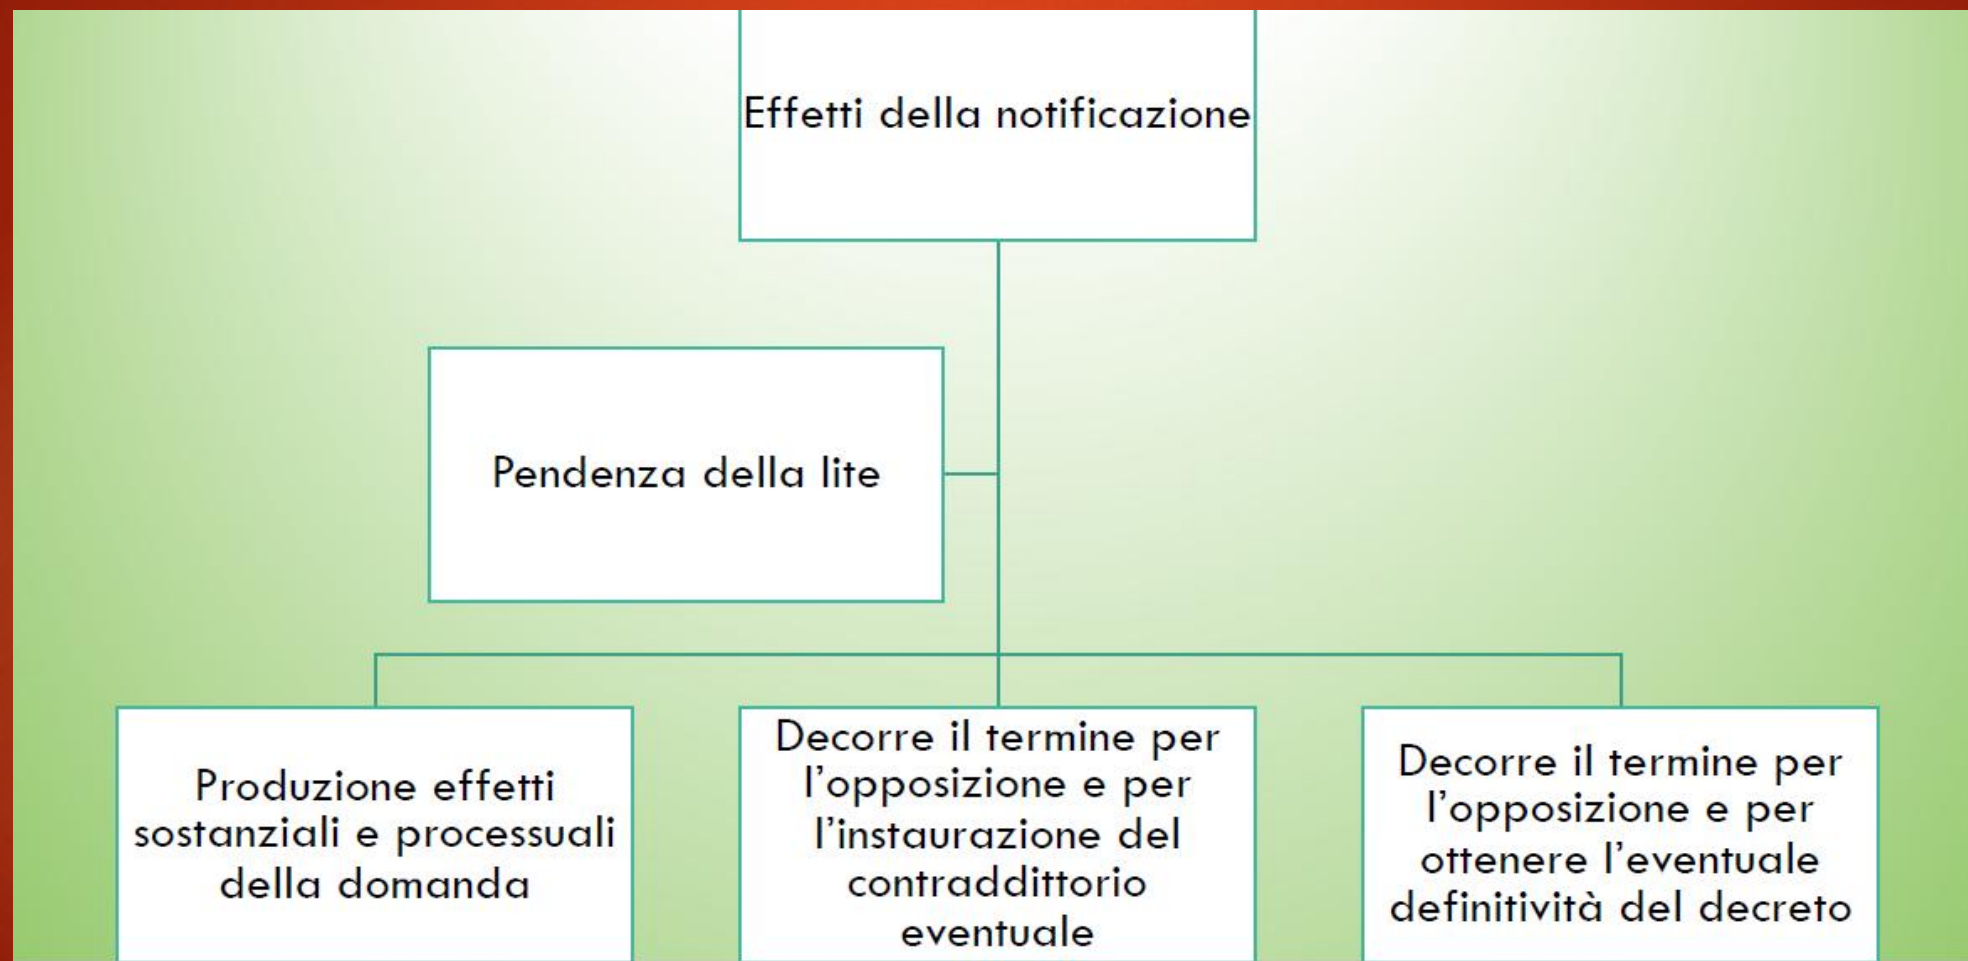 Effetti della notificazione
Pendenza della lite
Produzione effetti
sostanziali e processuali
della domanda
Decorre il termine per
l'opposizione e per
l'instaurazione del
contraddittorio
eventuale
Decorre il termine per
l'opposizione e per
ottenere l'eventuale
definitività del decreto